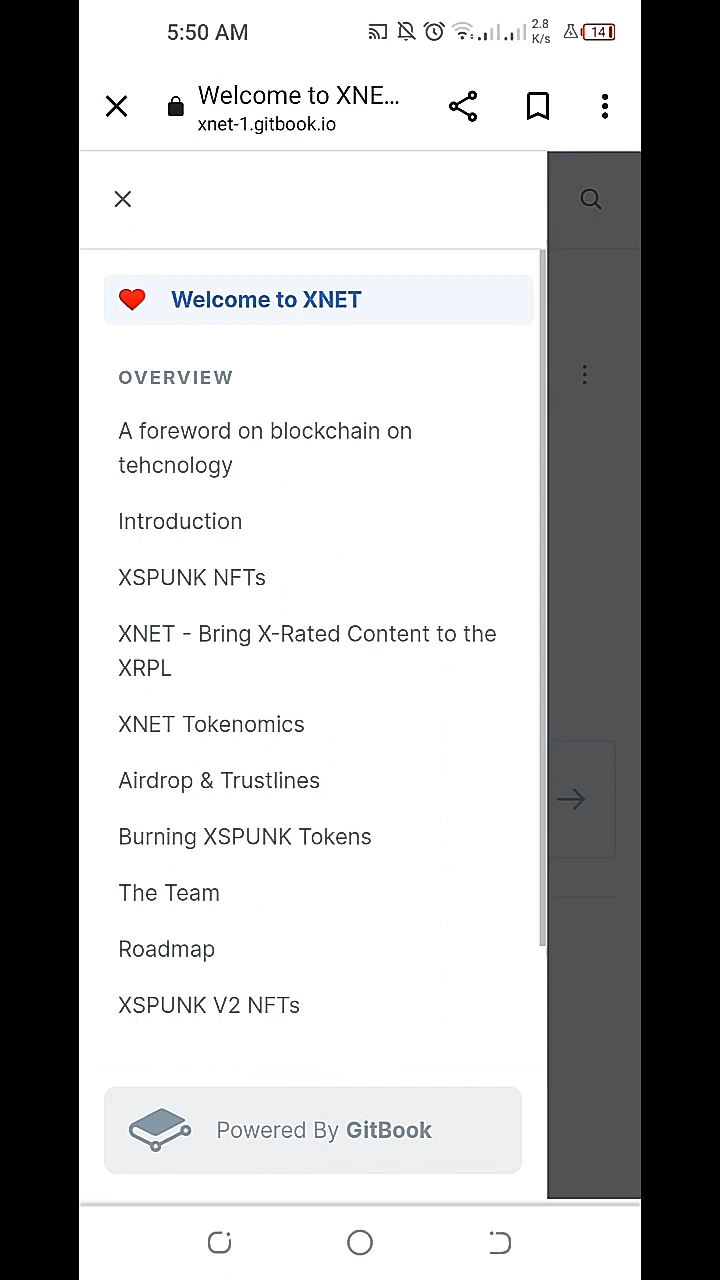 5:50 AM
2.8
K/s
14
Welcome to XNE...
xnet-1.gitbook.io
Welcome to XNET
OVERVIEW
A foreword on blockchain on
tehcnology
Introduction
XSPUNK NFTs
XNET - Bring X-Rated Content to the
XRPL
XNET Tokenomics
Airdrop & Trustlines
Burning XSPUNK Tokens
The Team
Roadmap
XSPUNK V2 NFTs
Powered By GitBook